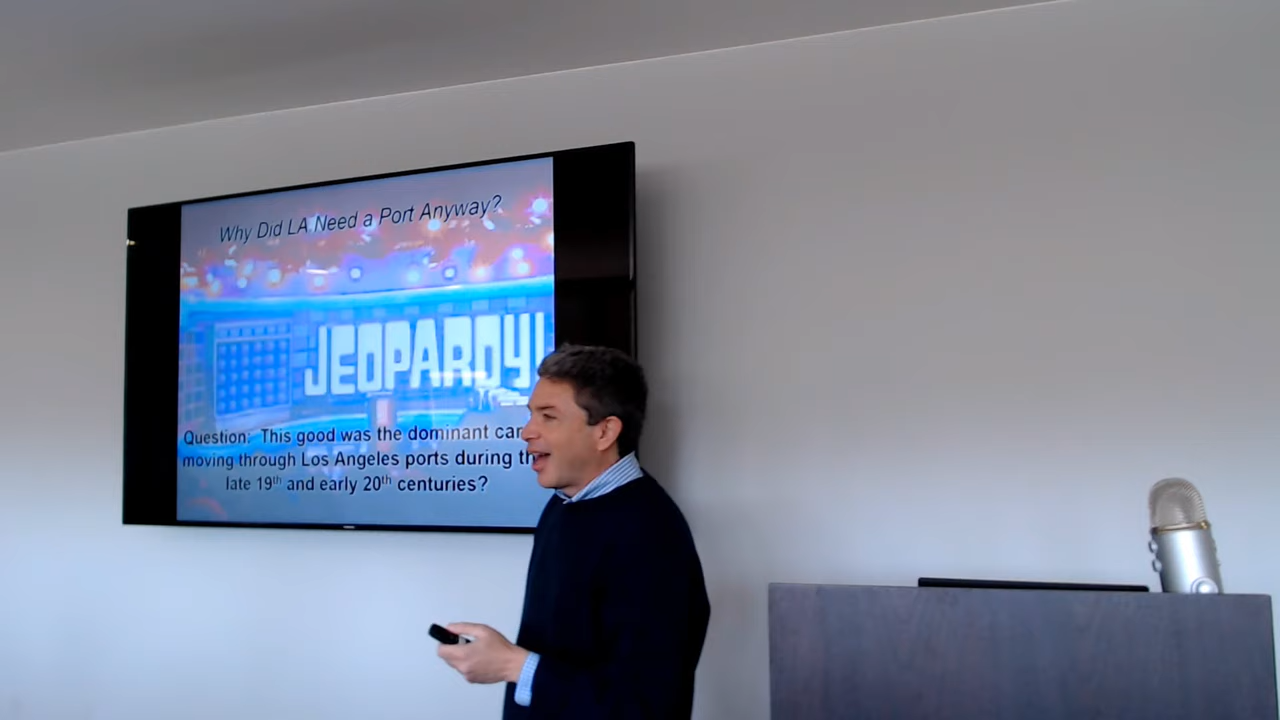 Why Did LA Need a Port Anyway?
JEOPARDY!
Question: This good was the dominant
moving through Los Angeles ports during
late 19th and early 20th centuries?